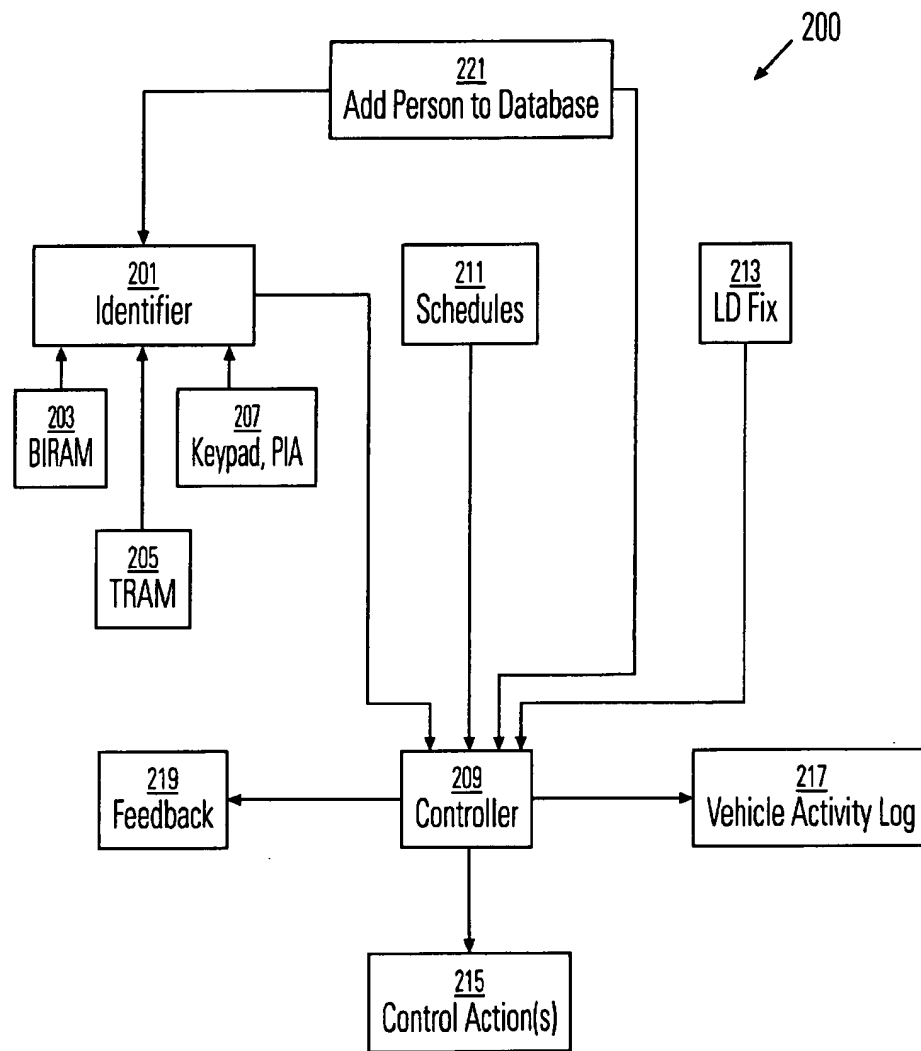 200
221
Add Person to Database
201
Identifier
211
Schedules
213
LD Fix
203
BIRAM
207
Keypad, PIA
205
TRAM
219
Feedback
209
Controller
217
Vehicle Activity Log
215
Control Action(s)